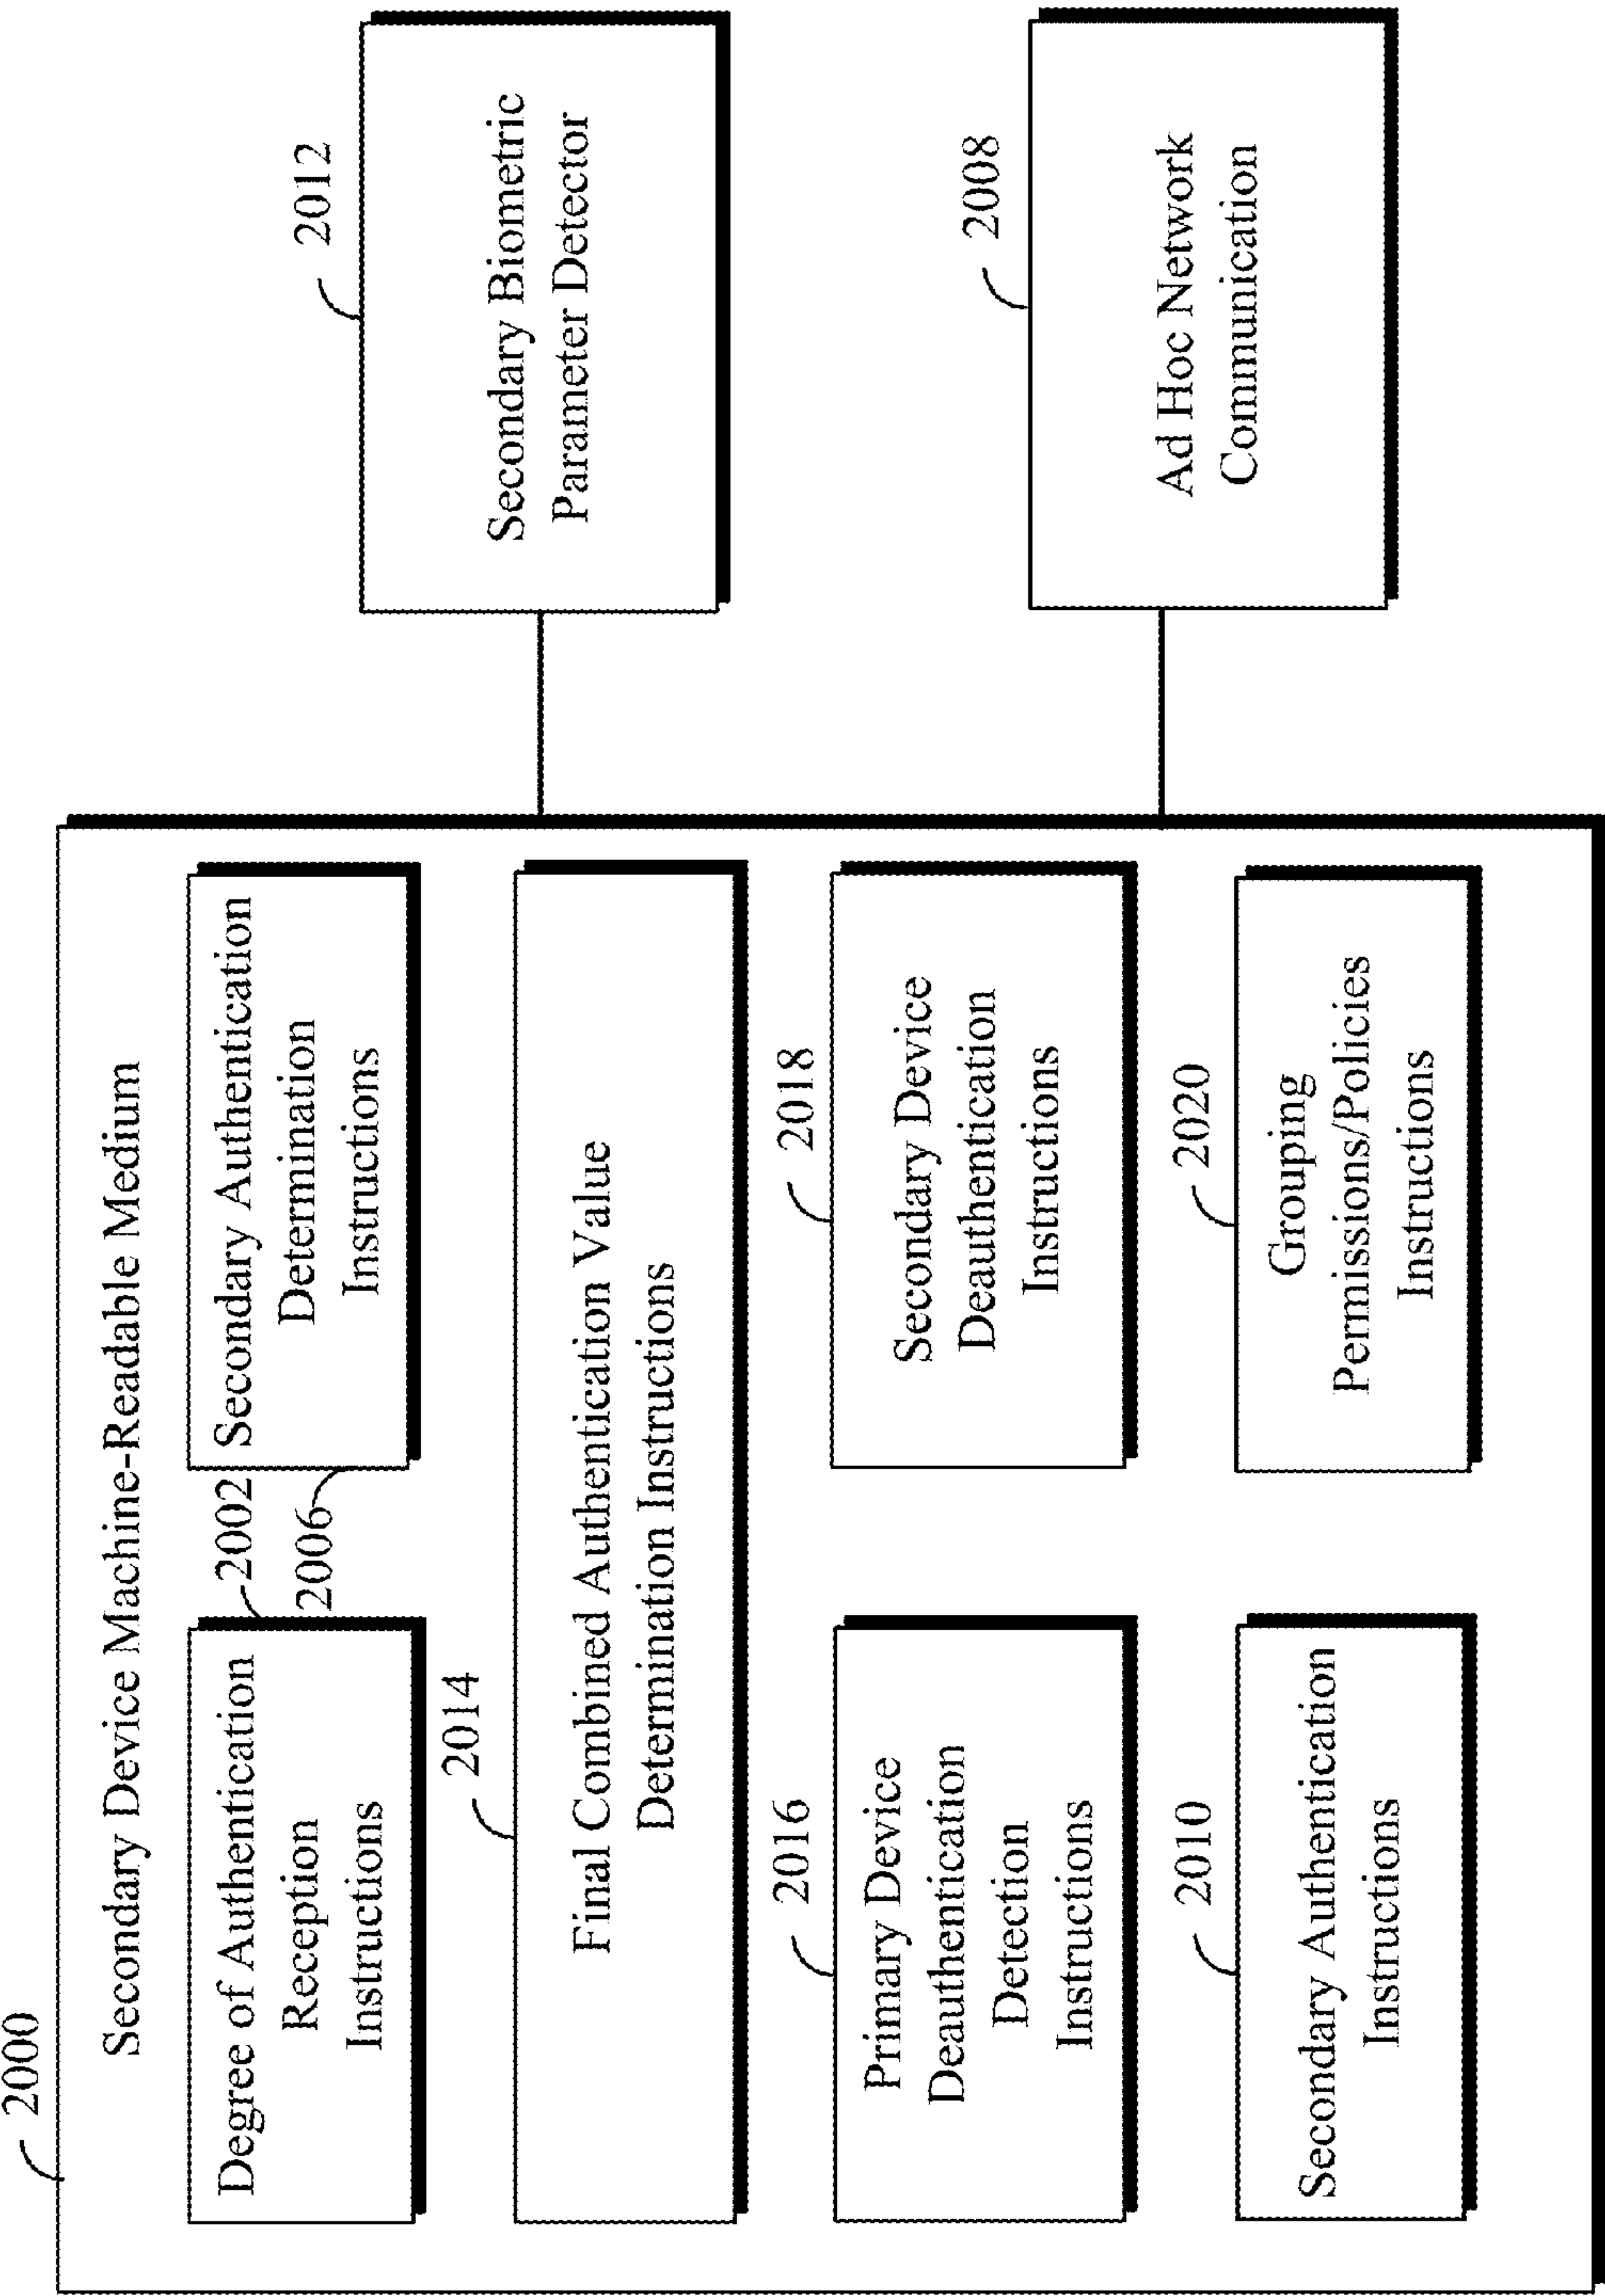 2000
Secondary Device Machine-Readable Medium
2002
Degree of Authentication
Reception
Instructions
2006
Secondary Authentication
Determination
Instructions
2014
Final Combined Authentication Value
Determination Instructions
2016
Primary Device
Deauthentication
Detection
Instructions
2018
Secondary Device
Deauthentication
Instructions
2010
Secondary Authentication
Instructions
2020
Grouping
Permissions/Policies
Instructions
2012
Secondary Biometric
Parameter Detector
2008
Ad Hoc Network
Communication